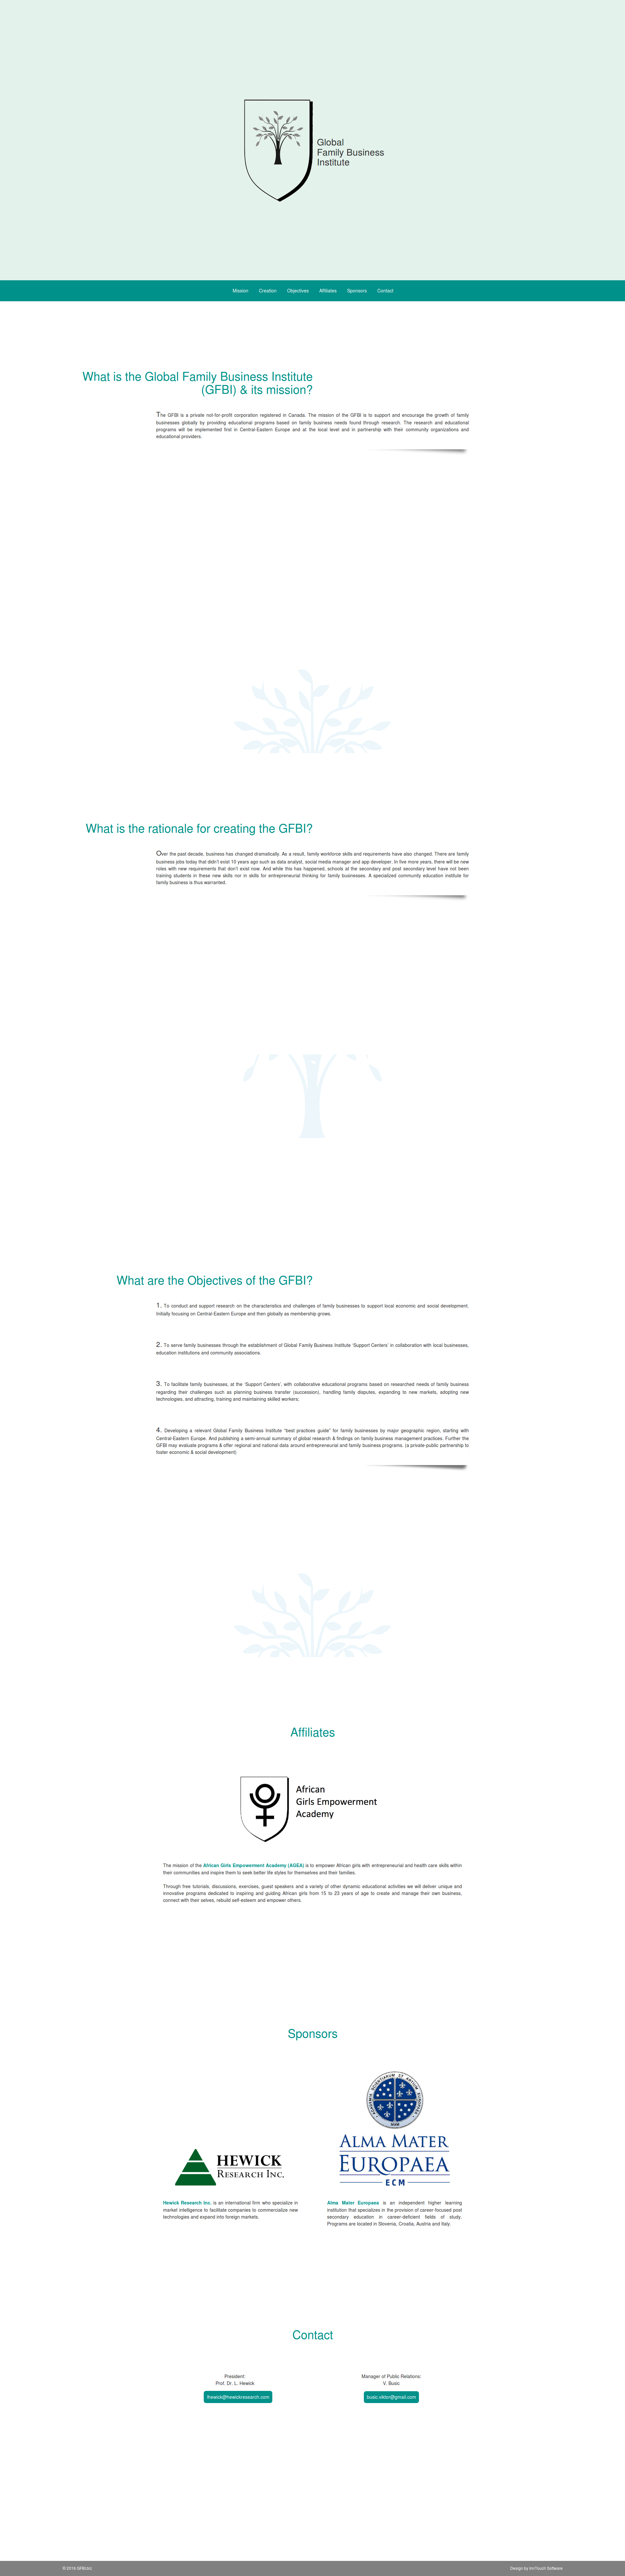 Global
Family Business
Institute
Mission Creation Objectives Affiliates Sponsors Contact
What is the Global Family Business Institute
(GFBI) & its mission?
The GFBI is a private not-for-profit corporation registered in Canada. The mission of the GFBI is to support and encourage the growth of family
businesses globally by providing educational programs based on family business needs found through research. The research and educational
programs will be implemented first in Central-Eastern Europe and at the local level and in partnership with their community organizations and
educational providers.
What is the rationale for creating the GFBI?
Over the past decade, business has changed dramatically. As a result, family workforce skills and requirements have also changed. There are family
business jobs today that didn't exist 10 years ago such as data analyst, social media manager and app developer. In five more years, there will be new
roles with new requirements that don't exist now. And while this has happened, schools at the secondary and post secondary level have not been
training students in these new skills nor in skills for entrepreneurial thinking for family businesses. A specialized community education institute for
family business is thus warranted.
What are the Objectives of the GFBI?
1. To conduct and support research on the characteristics and challenges of family businesses to support local economic and social development.
Initially focusing on Central-Eastern Europe and then globally as membership grows.
2. To serve family businesses through the establishment of Global Family Business Institute 'Support Centers' in collaboration with local businesses,
education institutions and community associations.
3. To facilitate family businesses, at the 'Support Centers', with collaborative educational programs based on researched needs of family business
regarding their challenges such as planning business transfer (succession), handling family disputes, expanding to new markets, adopting new
technologies, and attracting, training and maintaining skilled workers;
4. Developing a relevant Global Family Business Institute "best practices guide" for family businesses by major geographic region, starting with
Central-Eastern Europe. And publishing a semi-annual summary of global research & findings on family business management practices. Further the
GFBI may evaluate programs & offer regional and national data around entrepreneurial and family business programs. (a private-public partnership to
foster economic & social development)
Affiliates
African
Girls Empowerment
Academy
The mission of the African Girls Empowerment Academy (AGEA) is to empower African girls with entrepreneurial and health care skills within
their communities and inspire them to seek better life styles for themselves and their families.
Through free tutorials, discussions, exercises, guest speakers and a variety of other dynamic educational activities we will deliver unique and
innovative programs dedicated to inspiring and guiding African girls from 15 to 23 years of age to create and manage their own business,
connect with their selves, rebuild self-esteem and empower others.
Sponsors
HEWICK
RESEARCH INC.
ALMA MATER
EUROPAEA
ECM
Hewick Research Inc. is an international firm who specialize in
market intelligence to facilitate companies to commercialize new
technologies and expand into foreign markets.
Alma Mater Europaea is an independent higher learning
institution that specializes in the provision of career-focused post
secondary education in career-deficient fields of study.
Programs are located in Slovenia, Croatia, Austria and Italy.
Contact
President:
Prof. Dr. L. Hewick
lhewick@hewickresearch.com
Manager of Public Relations:
V. Busic
busic.viktor@gmail.com
Design by VinTouch Software